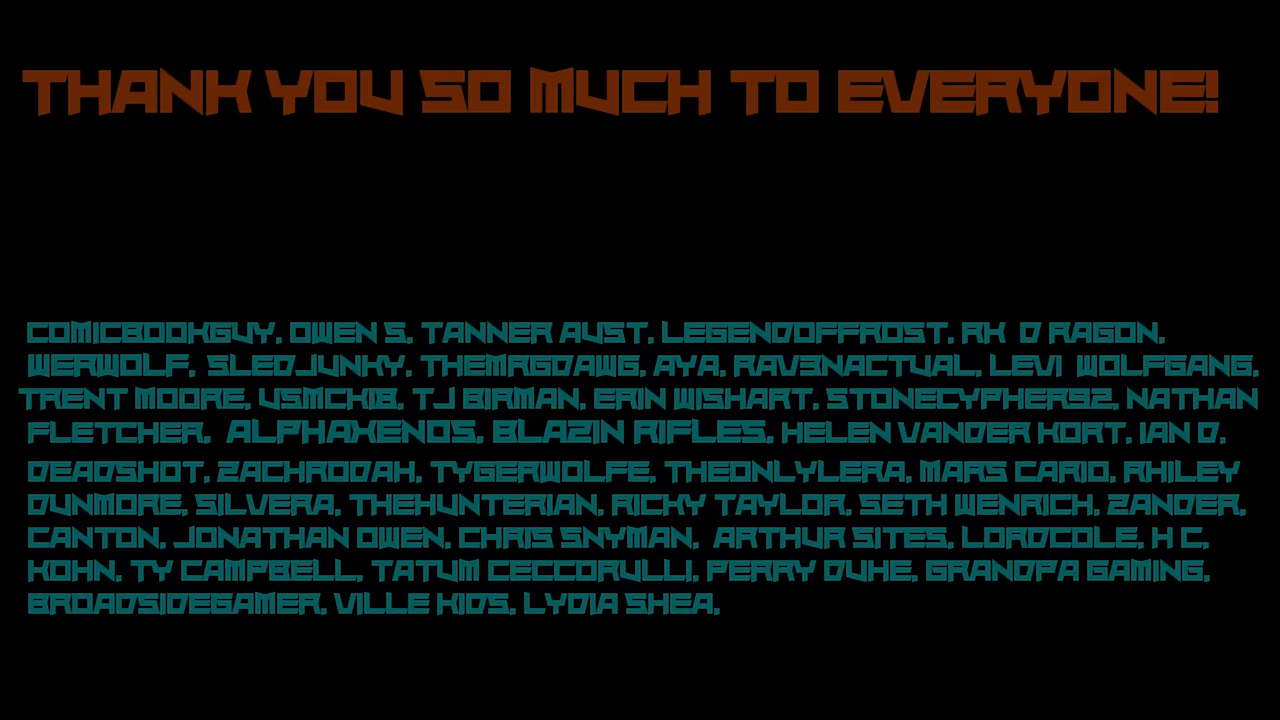 THANK YOU SO MUCH TO EVERYONE!
COMICBOOKGUY, OWEN S, TANNER AUST, LEGENDOFFROST, RK D RAGON,
WERWOLF, SLEDJUNKY, THEMRGDAWG, AYA, RAV3NACTUAL, LEVI WOLFGANG,
TRENT MOORE, USMCKIB, TJ BIRMAN, ERIN WISHART, STONECYPHER92, NATHAN
FLETCHER, ALPHAXENOS, BLAZIN RIFLES, HELEN VANDER KORT, IAN D,
DEADSHOT, ZACHRODAH, TYGERWOLFE, THEONLYLERA, MARS CARIO, RHILEY
DUNMORE, SILVERA, THEHUNTERIAN, RICKY TAYLOR, SETH WENRICH, ZANDER,
CANTON, JONATHAN OWEN, CHRIS SNYMAN, ARTHUR SITES, LORDCOLE, H C,
KOHN, TY CAMPBELL, TATUM CECCORULLI, PERRY DUKE, GRANDPA GAMING,
BROADSIDEGAMER, VILLE KIDS, LYDIA SHEA,